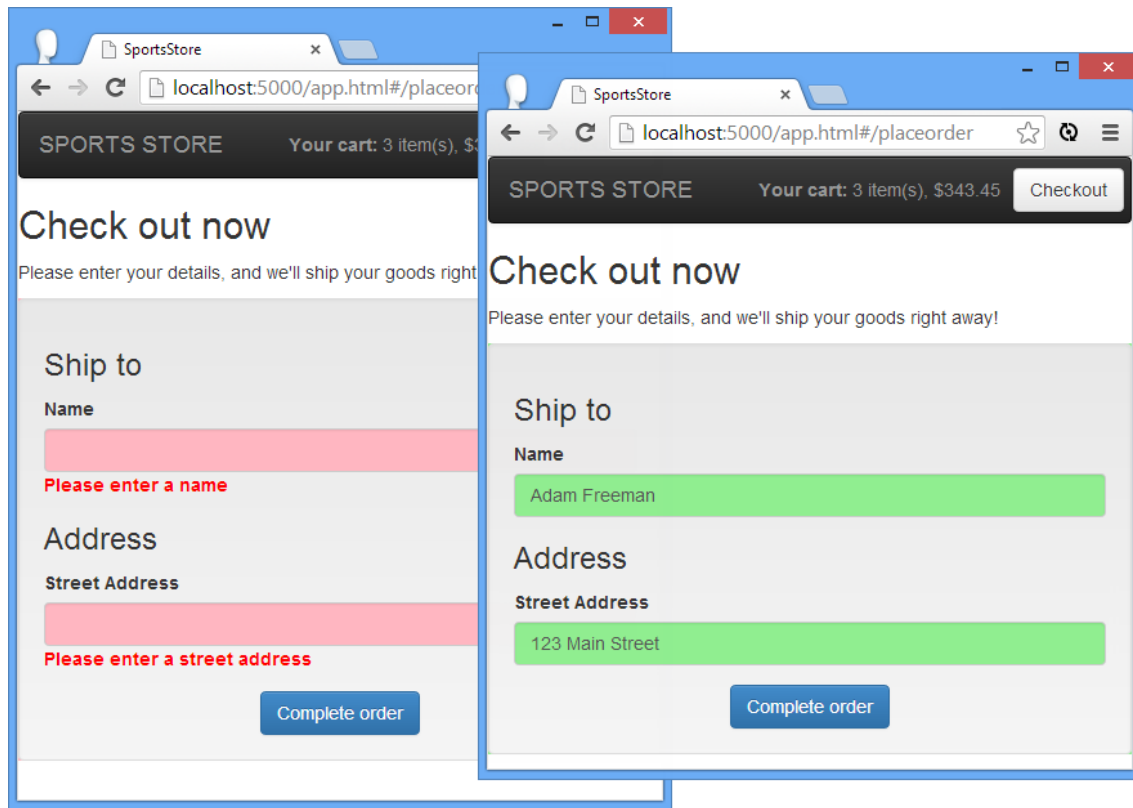 SportsStore
localhost:5000/app.html#/placeord
SPORTS STORE Your cart: 3 item(s), $
Check out now
Please enter your details, and we'll ship your goods right
Ship to
Name
Please enter a name
Address
Street Address
Please enter a street address
Complete order
SportsStore
localhost:5000/app.html#/placeorder
SPORTS STORE Your cart: 3 item(s), $343.45 Checkout
Check out now
Please enter your details, and we'll ship your goods right away!
Ship to
Name
Adam Freeman
Address
Street Address
123 Main Street
Complete order